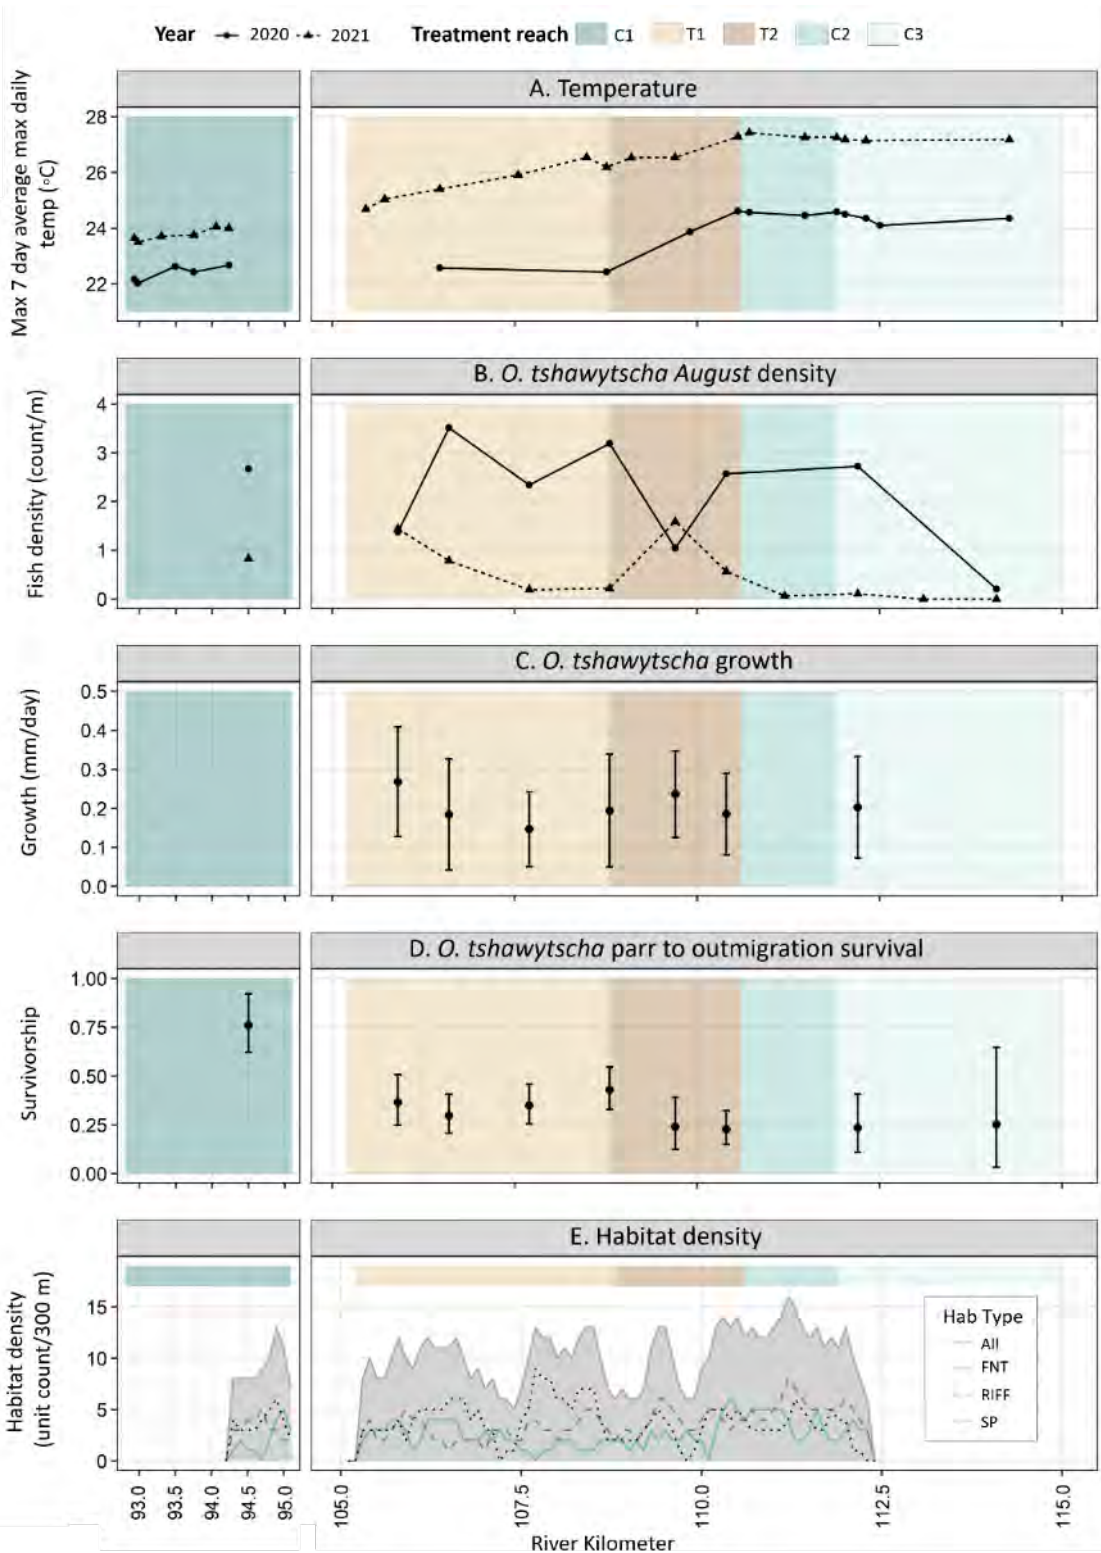 Year 2020 2021 Treatment reach C1 T1 T2 C2 C3
A. Temperature
Max 7 day average max daily
temp (°C)
28
26
24
22
B. O. tshawytscha August density
Fish density (count/m)
4
3
2
1
0
C. O. tshawytscha growth
Growth (mm/day)
0.5
0.4
0.3
0.2
0.1
0.0
D. O. tshawytscha parr to outmigration survival
Survivorship
1.00
0.75
0.50
0.25
0.00
E. Habitat density
Habitat density
(unit count/300 m)
15
10
5
0
Hab Type
All
FNT
RIFF
SP
93.0 93.5 94.0 94.5 95.0 105.0 107.5 110.0 112.5 115.0
River Kilometer